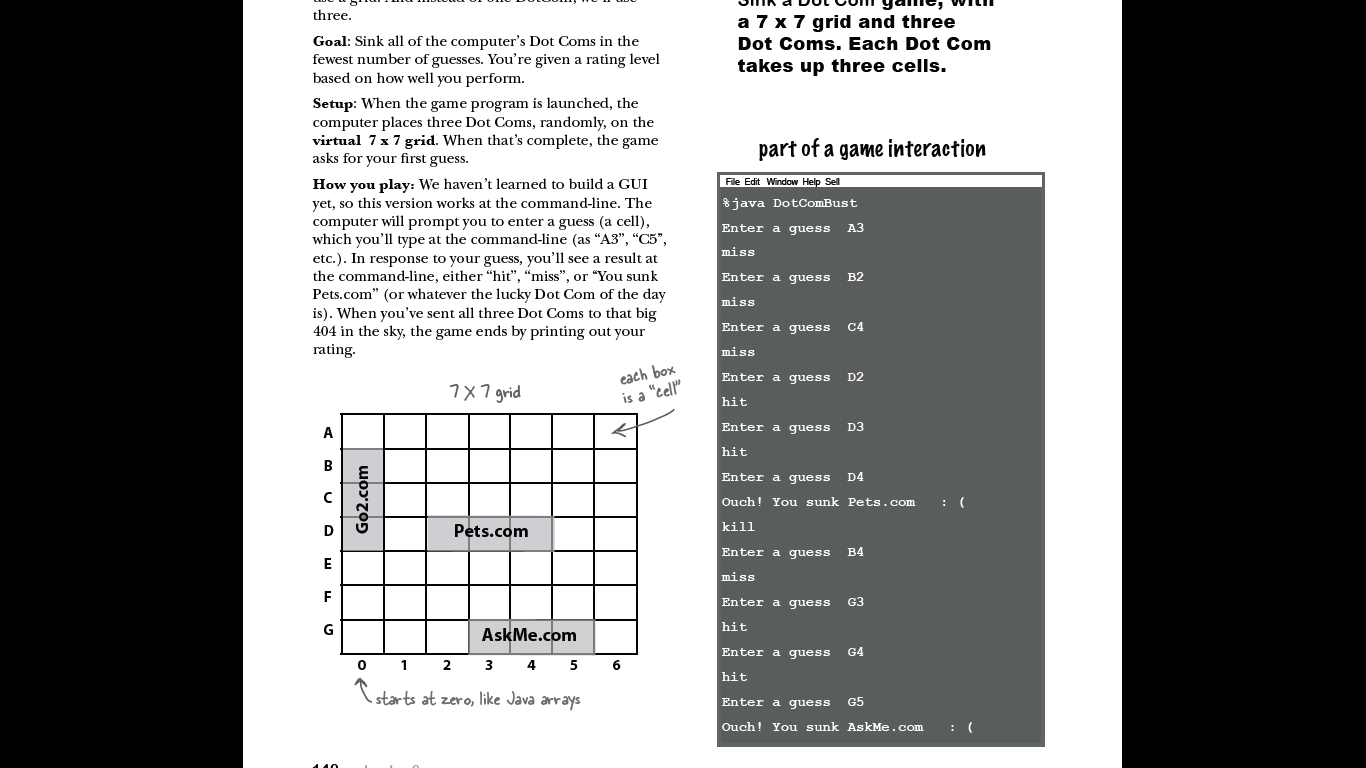 use a grid. And instead of one DotCom, we'll use
three.
Goal: Sink all of the computer's Dot Coms in the
fewest number of guesses. You're given a rating level
based on how well you perform.
Setup: When the game program is launched, the
computer places three Dot Coms, randomly, on the
virtual 7 x 7 grid. When that's complete, the game
asks for your first guess.
How you play: We haven't learned to build a GUI
yet, so this version works at the command-line. The
computer will prompt you to enter a guess (a cell),
which you'll type at the command-line (as “A3”, “C5”,
etc.). In response to your guess, you'll see a result at
the command-line, either “hit”, “miss”, or “You sunk
Pets.com” (or whatever the lucky Dot Com of the day
is). When you've sent all three Dot Coms to that big
404 in the sky, the game ends by printing out your
rating.
7 X 7 grid
each box
is a “cell”
A
B
C
D
E
F
G
Go2.com
Pets.com
AskMe.com
0 1 2 3 4 5 6
starts at zero, like Java arrays
Sink a Dot Com game, with
a 7 x 7 grid and three
Dot Coms. Each Dot Com
takes up three cells.
part of a game interaction
File Edit Window Help Sell
%java DotComBust
Enter a guess A3
miss
Enter a guess B2
miss
Enter a guess C4
miss
Enter a guess D2
hit
Enter a guess D3
hit
Enter a guess D4
Ouch! You sunk Pets.com : (
kill
Enter a guess B4
miss
Enter a guess G3
hit
Enter a guess G4
hit
Enter a guess G5
Ouch! You sunk AskMe.com : (